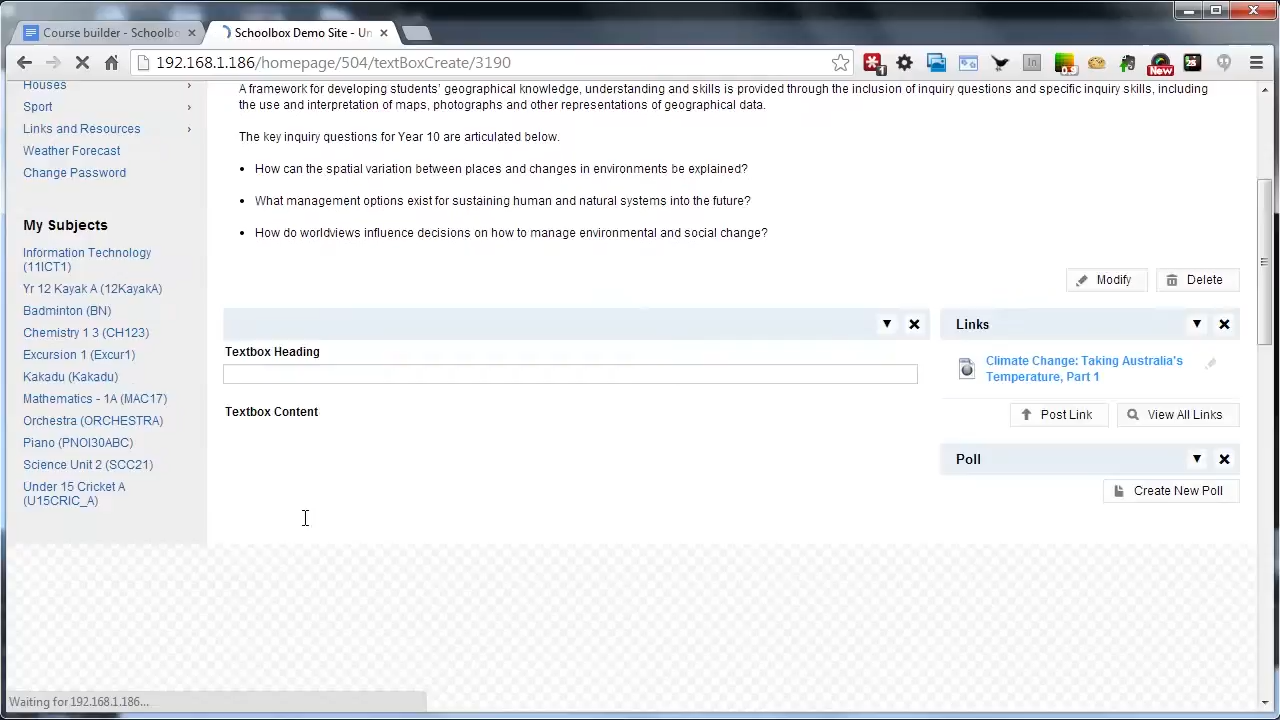 Course builder - Schoolbo
Schoolbox Demo Site - Un
192.168.1.186/homepage/504/textBoxCreate/3190
Houses
Sport
Links and Resources
Weather Forecast
Change Password
My Subjects
Information Technology
(11ICT1)
Yr 12 Kayak A (12KayakA)
Badminton (BN)
Chemistry 1 3 (CH123)
Excursion 1 (Excur1)
Kakadu (Kakadu)
Mathematics - 1A (MAC17)
Orchestra (ORCHESTRA)
Piano (PNOI30ABC)
Science Unit 2 (SCC21)
Under 15 Cricket A
(U15CRIC_A)
A framework for developing students' geographical knowledge, understanding and skills is provided through the inclusion of inquiry questions and specific inquiry skills, including
the use and interpretation of maps, photographs and other representations of geographical data.
The key inquiry questions for Year 10 are articulated below.
• How can the spatial variation between places and changes in environments be explained?
• What management options exist for sustaining human and natural systems into the future?
• How do worldviews influence decisions on how to manage environmental and social change?
Modify
Delete
Textbox Heading
Textbox Content
Links
Climate Change: Taking Australia's
Temperature, Part 1
Post Link
View All Links
Poll
Create New Poll
Waiting for 192.168.1.186...
New